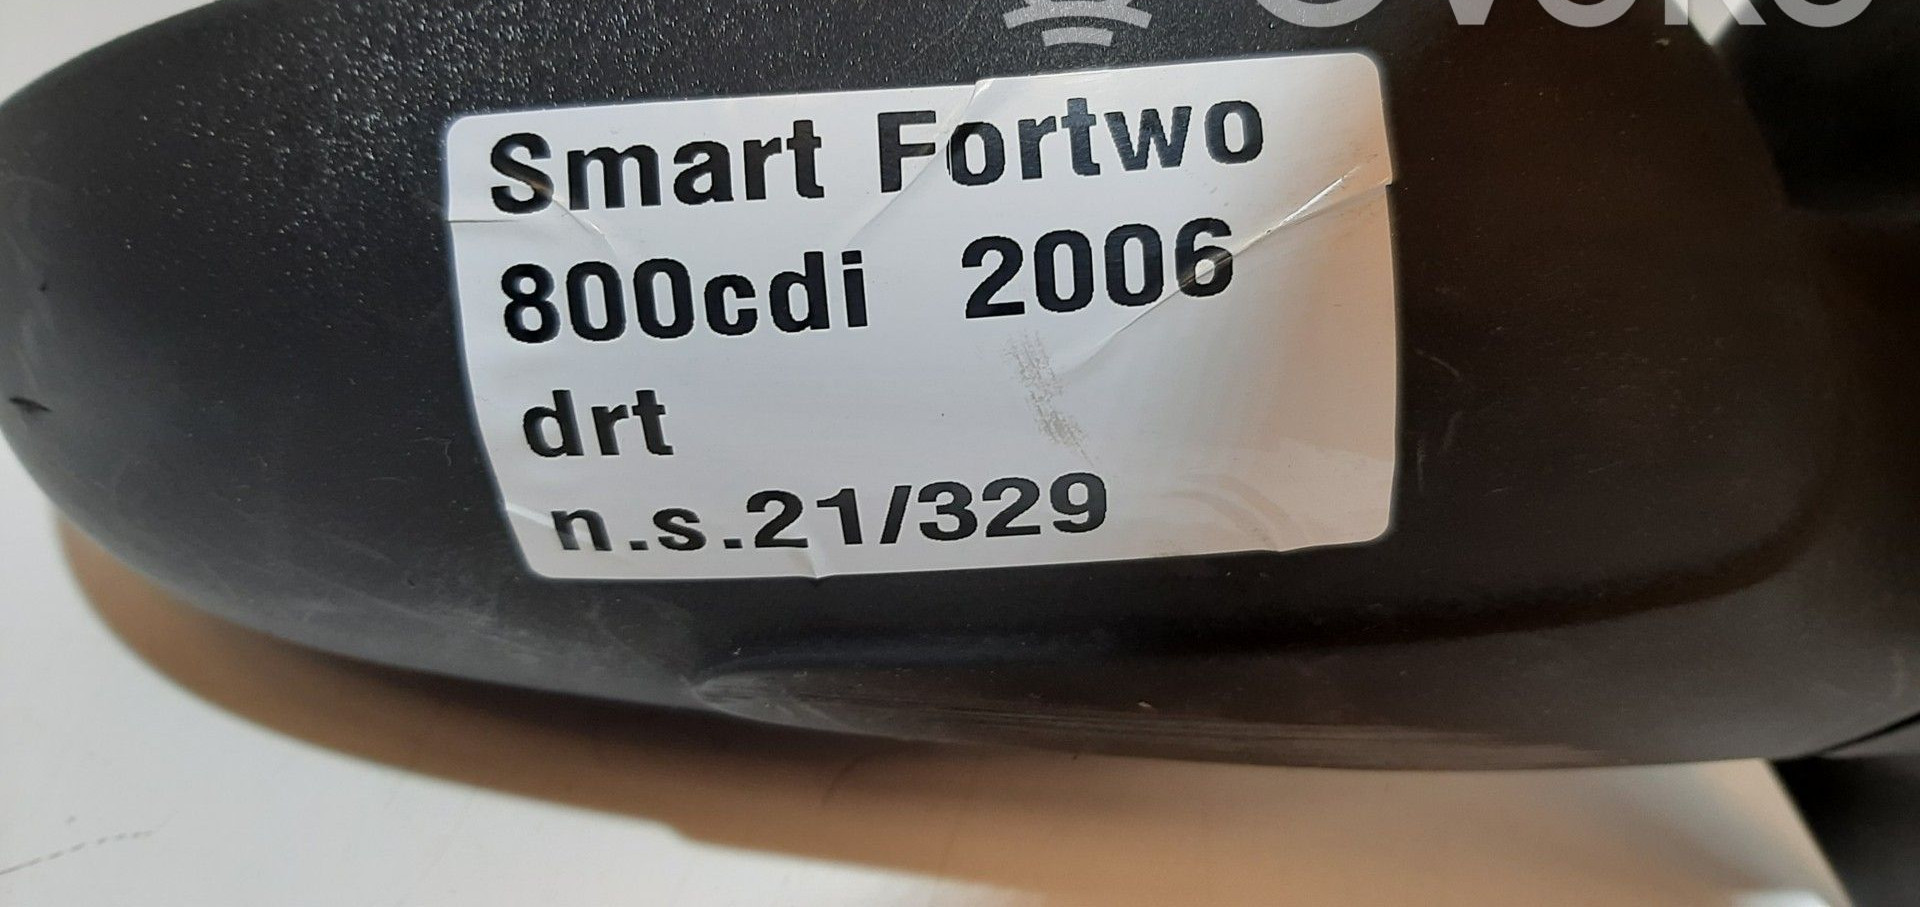 Smart Fortwo
800cdi 2006
drt
n.s.21/329